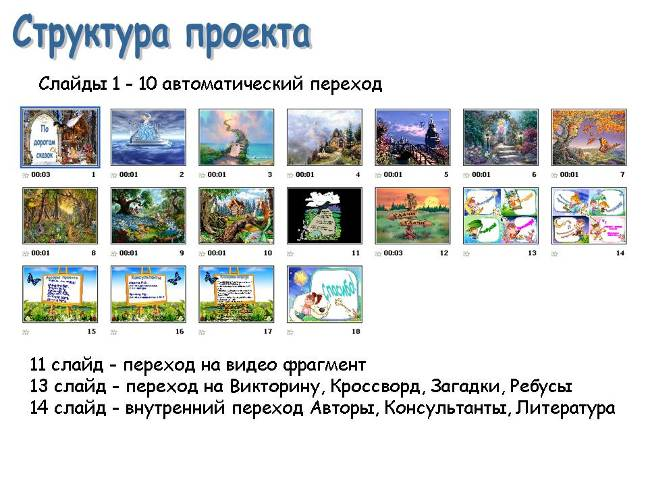 Структура проекта
Слайды 1 - 10 автоматический переход
По
дорогам
сказок
00:03 1
00:01 2
00:01 3
00:01 4
00:01 5
00:01 6
00:01 7
00:01 8
00:01 9
00:01 10
11
00:03 12
13
14
Консультанты
15
16
17
18
11 слайд - переход на видео фрагмент
13 слайд - переход на Викторину, Кроссворд, Загадки, Ребусы
14 слайд - внутренний переход Авторы, Консультанты, Литература